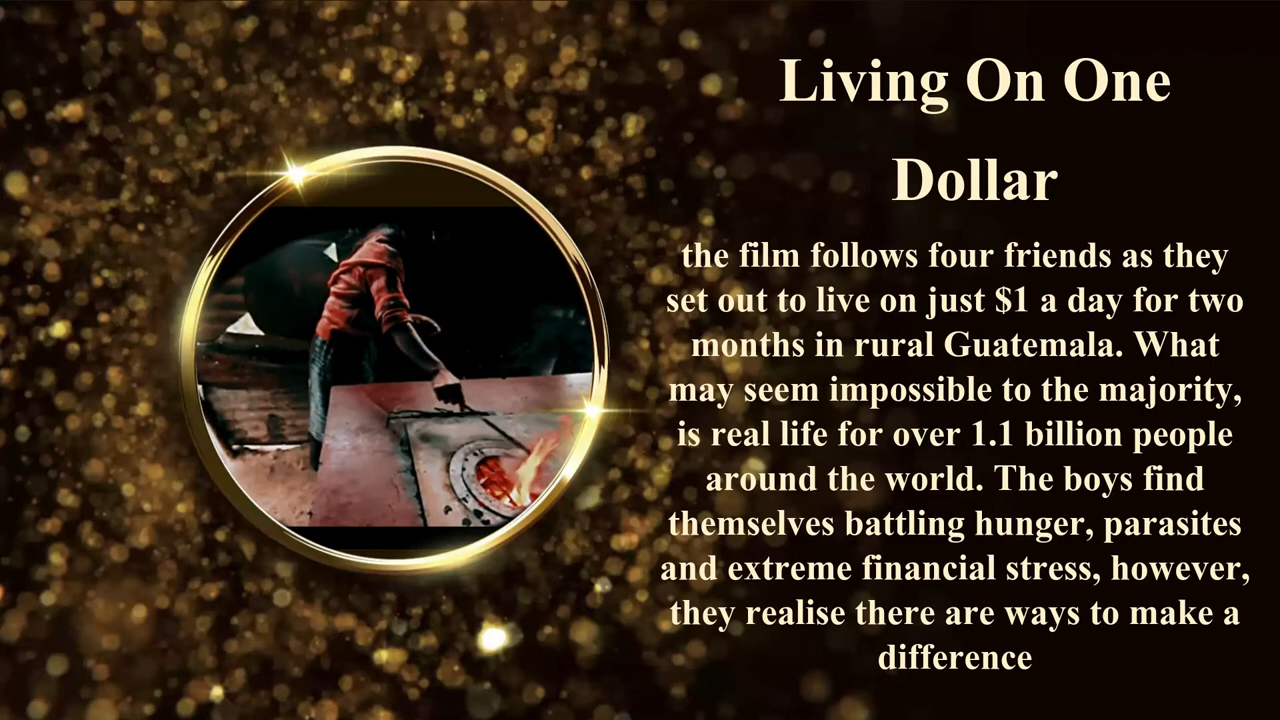 Living On One
Dollar
the film follows four friends as they
set out to live on just $1 a day for two
months in rural Guatemala. What
may seem impossible to the majority,
is real life for over 1.1 billion people
around the world. The boys find
themselves battling hunger, parasites
and extreme financial stress, however,
they realise there are ways to make a
difference